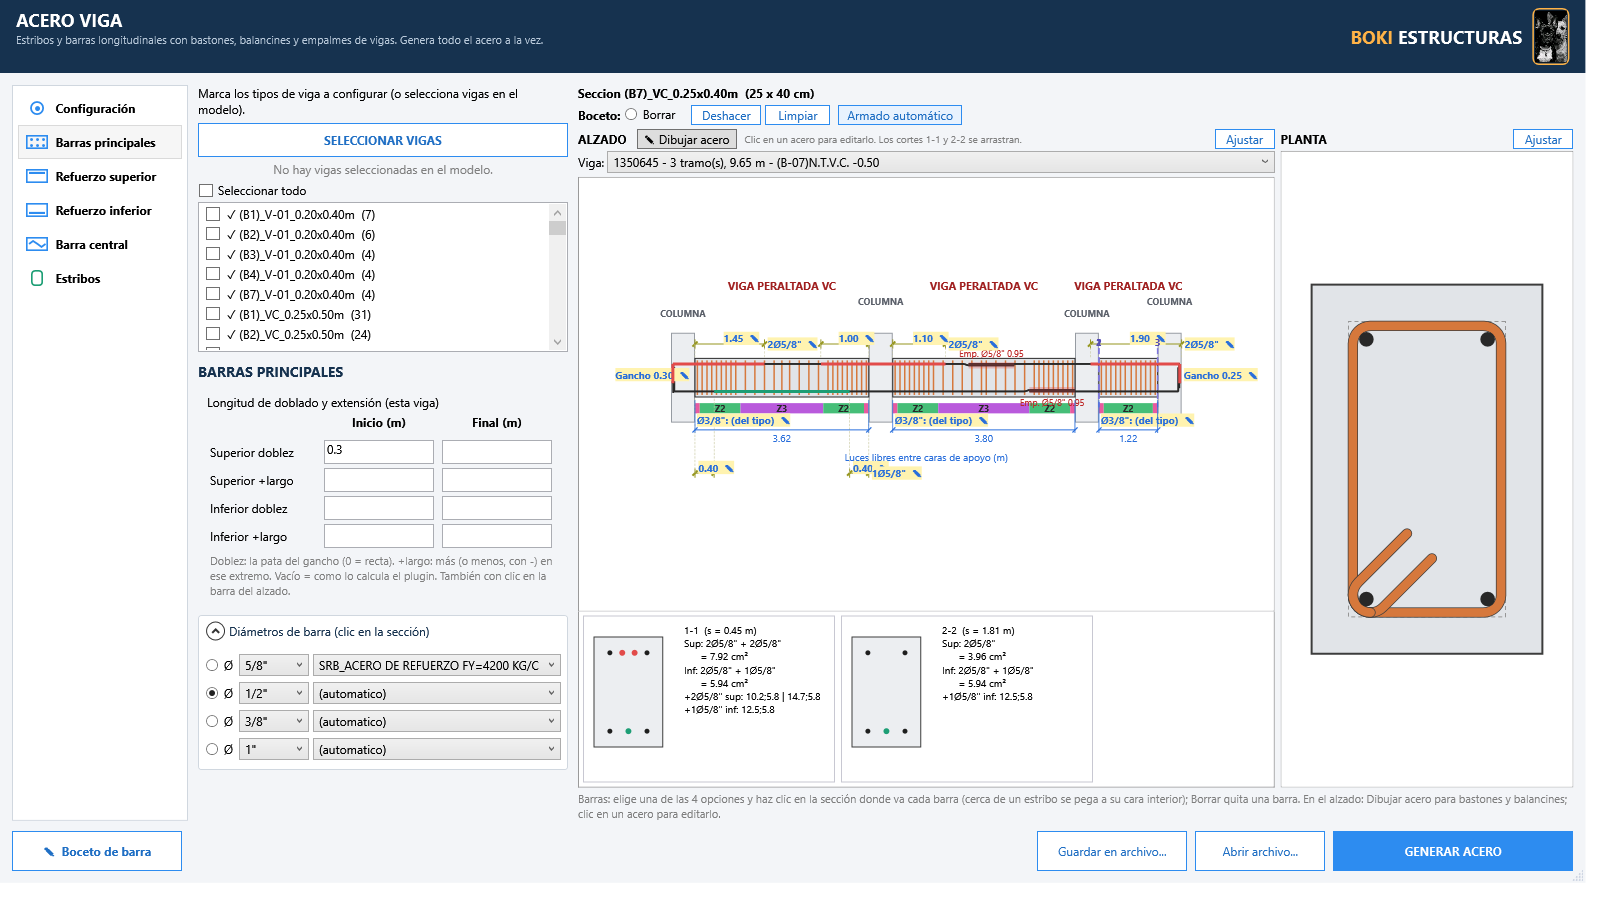 ACERO VIGA
Estribos y barras longitudinales con bastones, balancines y empalmes de vigas. Genera todo el acero a la vez.
BOKI ESTRUCTURAS
Configuración
Barras principales
Refuerzo superior
Refuerzo inferior
Barra central
Estribos
Boceto de barra
Marca los tipos de viga a configurar (o selecciona vigas en el
modelo).
SELECCIONAR VIGAS
No hay vigas seleccionadas en el modelo.
Seleccionar todo
✓ (B1)_V-01_0.20x0.40m (7)
✓ (B2)_V-01_0.20x0.40m (6)
✓ (B3)_V-01_0.20x0.40m (4)
✓ (B4)_V-01_0.20x0.40m (4)
✓ (B7)_V-01_0.20x0.40m (4)
✓ (B1)_VC_0.25x0.50m (31)
✓ (B2)_VC_0.25x0.50m (24)
BARRAS PRINCIPALES
Longitud de doblado y extensión (esta viga)
Inicio (m) Final (m)
Superior doblez 0.3
Superior +largo
Inferior doblez
Inferior +largo
Doblez: la pata del gancho (0 = recta). +largo: más (o menos, con -) en
ese extremo. Vacío = como lo calcula el plugin. También con clic en la
barra del alzado.
Diámetros de barra (clic en la sección)
Ø 5/8" SRB_ACERO DE REFUERZO FY=4200 KG/C
Ø 1/2" (automatico)
Ø 3/8" (automatico)
Ø 1" (automatico)
Seccion (B7)_VC_0.25x0.40m (25 x 40 cm)
Boceto: Borrar Deshacer Limpiar Armado automático
ALZADO Dibujar acero Clic en un acero para editarlo. Los cortes 1-1 y 2-2 se arrastran. Ajustar
Viga: 1350645 - 3 tramo(s), 9.65 m - (B-07)N.T.V.C. -0.50
VIGA PERALTADA VC VIGA PERALTADA VC VIGA PERALTADA VC
COLUMNA COLUMNA
COLUMNA COLUMNA
1.45 1.00 1.10 1.90
2Ø5/8" 2Ø5/8" 2Ø5/8"
Emp. Ø5/8" 0.95
Gancho 0.30 Gancho 0.25
Emp. Ø5/8" 0.95
Z2 Z3 Z2 Z2 Z3 Z2 Z2
Ø3/8": (del tipo) Ø3/8": (del tipo) Ø3/8": (del tipo)
3.62 3.80 1.22
Luces libres entre caras de apoyo (m)
0.40 0.40
1Ø5/8"
1-1 (s = 0.45 m)
Sup: 2Ø5/8" + 2Ø5/8"
= 7.92 cm²
Inf: 2Ø5/8" + 1Ø5/8"
= 5.94 cm²
+2Ø5/8" sup: 10.2;5.8 | 14.7;5.8
+1Ø5/8" inf: 12.5;5.8
2-2 (s = 1.81 m)
Sup: 2Ø5/8"
= 3.96 cm²
Inf: 2Ø5/8" + 1Ø5/8"
= 5.94 cm²
+1Ø5/8" inf: 12.5;5.8
PLANTA Ajustar
Barras: elige una de las 4 opciones y haz clic en la sección donde va cada barra (cerca de un estribo se pega a su cara interior); Borrar quita una barra. En el alzado: Dibujar acero para bastones y balancines;
clic en un acero para editarlo.
Guardar en archivo... Abrir archivo... GENERAR ACERO